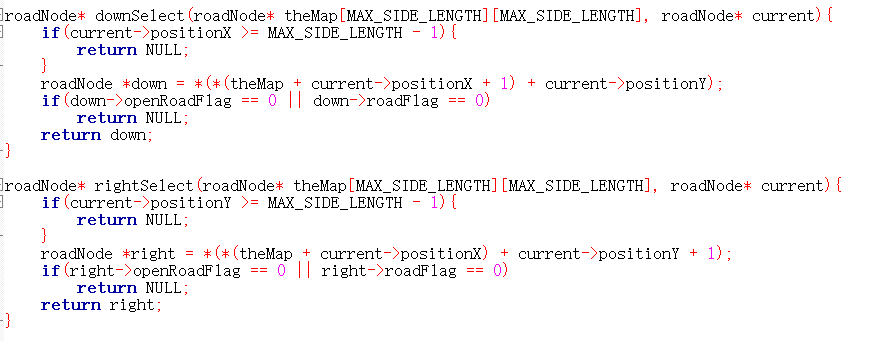 roadNode* downSelect(roadNode* theMap[MAX_SIDE_LENGTH][MAX_SIDE_LENGTH], roadNode* current){
    if(current->positionX >= MAX_SIDE_LENGTH - 1){
        return NULL;
    }
    roadNode *down = *(*(theMap + current->positionX + 1) + current->positionY);
    if(down->openRoadFlag == 0 || down->roadFlag == 0)
        return NULL;
    return down;
}
roadNode* rightSelect(roadNode* theMap[MAX_SIDE_LENGTH][MAX_SIDE_LENGTH], roadNode* current){
    if(current->positionY >= MAX_SIDE_LENGTH - 1){
        return NULL;
    }
    roadNode *right = *(*(theMap + current->positionX) + current->positionY + 1);
    if(right->openRoadFlag == 0 || right->roadFlag == 0)
        return NULL;
    return right;
}